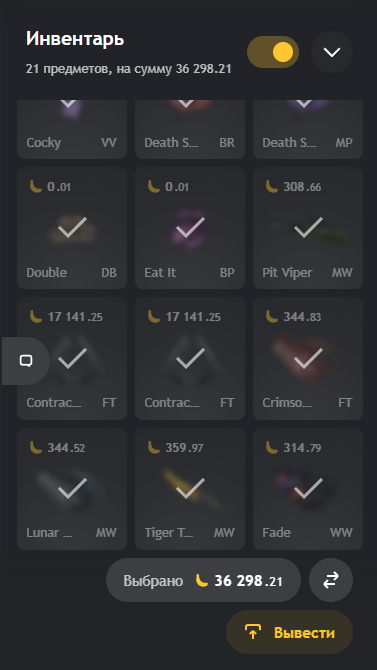 Инвентарь
21 предметов, на сумму 36 298.21
Cocky VV
Death S... BR
Death S... MP
0.01
0.01
308.66
Double DB
Eat It BP
Pit Viper MW
17 141.25
17 141.25
344.83
Contrac... FT
Contrac... FT
Crimso... FT
344.52
359.97
314.79
Lunar ... MW
Tiger T... MW
Fade WW
Выбрано 36 298.21
Вывести